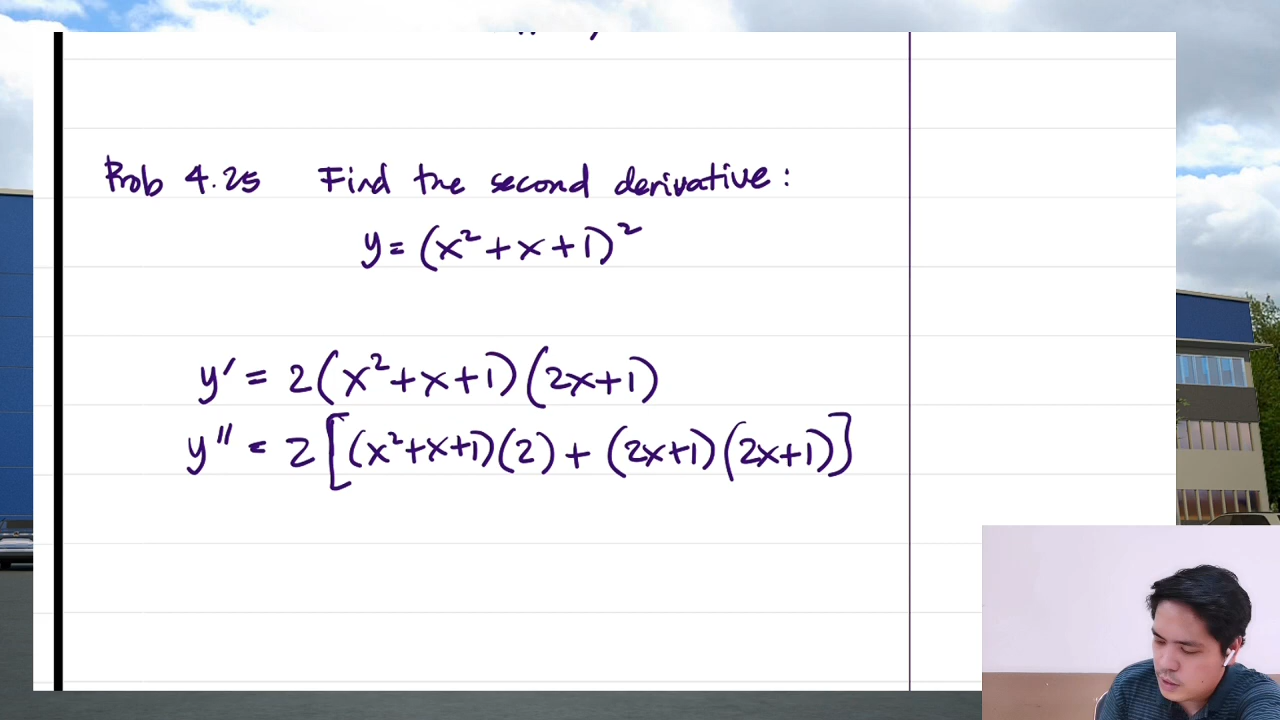 Prob 4.25 Find the second derivative:
y = (x² + x + 1)²
y′ = 2(x² + x + 1)(2x + 1)
y″ = 2[(x² + x + 1)(2) + (2x + 1)(2x + 1)]